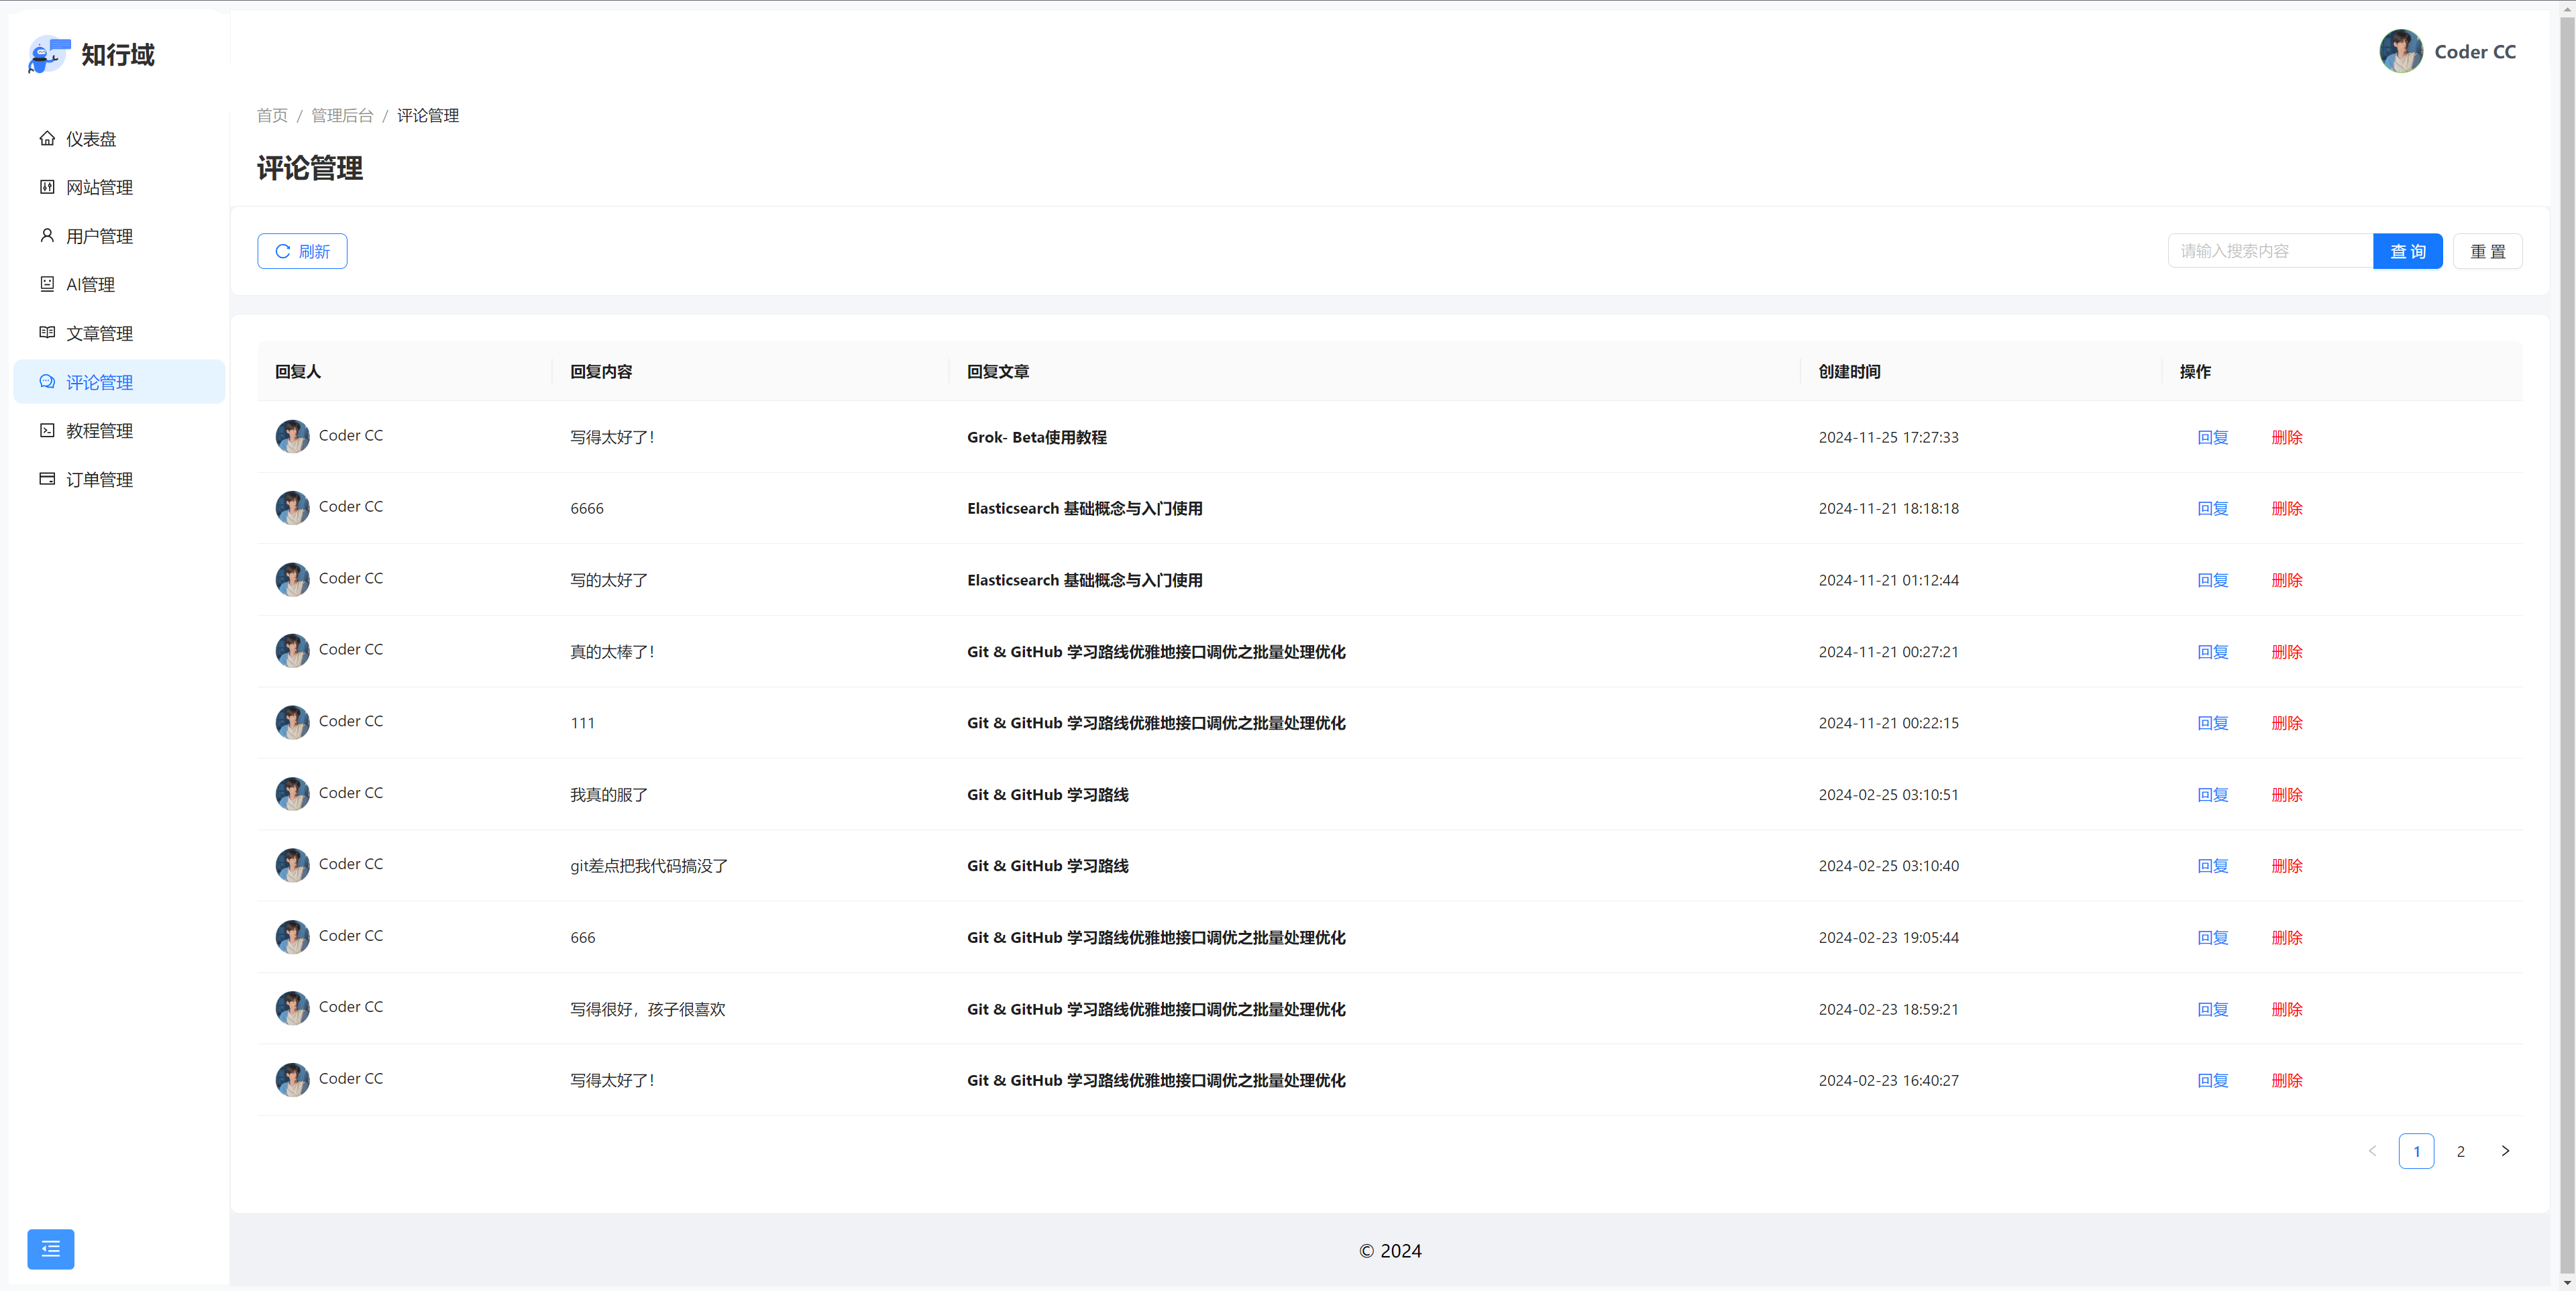 知行域
Coder CC
首页 / 管理后台 / 评论管理
评论管理
仪表盘
网站管理
用户管理
AI管理
文章管理
评论管理
教程管理
订单管理
刷新
请输入搜索内容 查询 重置
回复人 回复内容 回复文章 创建时间 操作
Coder CC 写得太好了! Grok- Beta使用教程 2024-11-25 17:27:33 回复 删除
Coder CC 6666 Elasticsearch 基础概念与入门使用 2024-11-21 18:18:18 回复 删除
Coder CC 写的太好了 Elasticsearch 基础概念与入门使用 2024-11-21 01:12:44 回复 删除
Coder CC 真的太棒了! Git & GitHub 学习路线优雅地接口调优之批量处理优化 2024-11-21 00:27:21 回复 删除
Coder CC 111 Git & GitHub 学习路线优雅地接口调优之批量处理优化 2024-11-21 00:22:15 回复 删除
Coder CC 我真的服了 Git & GitHub 学习路线 2024-02-25 03:10:51 回复 删除
Coder CC git差点把我代码搞没了 Git & GitHub 学习路线 2024-02-25 03:10:40 回复 删除
Coder CC 666 Git & GitHub 学习路线优雅地接口调优之批量处理优化 2024-02-23 19:05:44 回复 删除
Coder CC 写得很好，孩子很喜欢 Git & GitHub 学习路线优雅地接口调优之批量处理优化 2024-02-23 18:59:21 回复 删除
Coder CC 写得太好了! Git & GitHub 学习路线优雅地接口调优之批量处理优化 2024-02-23 16:40:27 回复 删除
< 1 2 >
© 2024